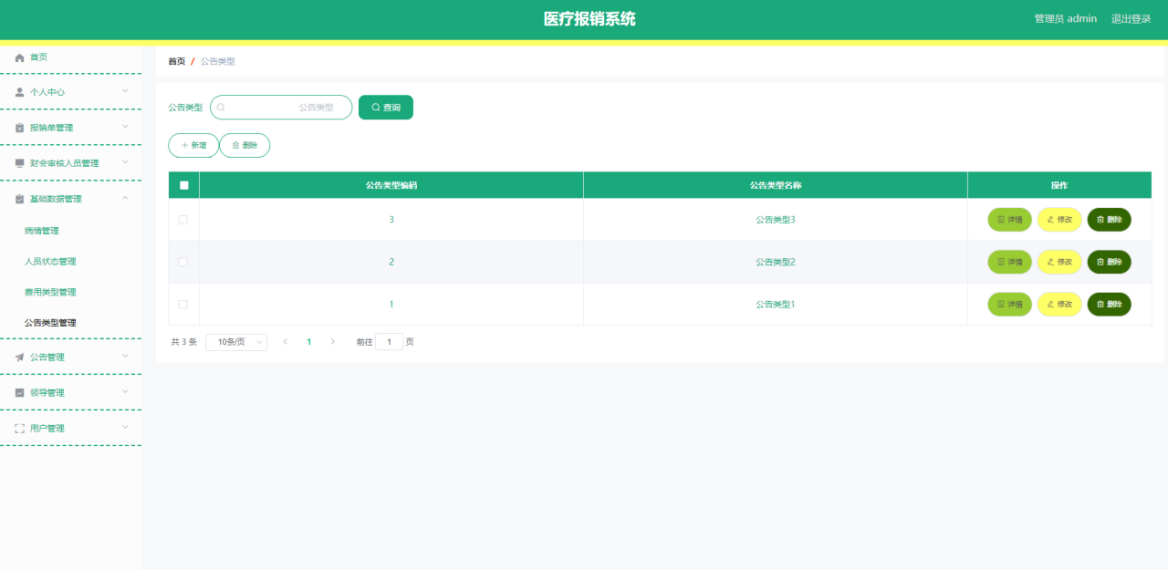 医疗报销系统
管理员 admin 退出登录
首页
个人中心
报销单管理
财会审核人员管理
基础数据管理
病情管理
人员状态管理
费用类型管理
公告类型管理
公告管理
领导管理
用户管理
首页 / 公告类型
公告类型 公告类型 查询
+ 新增 删除
公告类型编码 公告类型名称 操作
3 公告类型3 详情 修改 删除
2 公告类型2 详情 修改 删除
1 公告类型1 详情 修改 删除
共 3 条 10条/页 < 1 > 前往 1 页